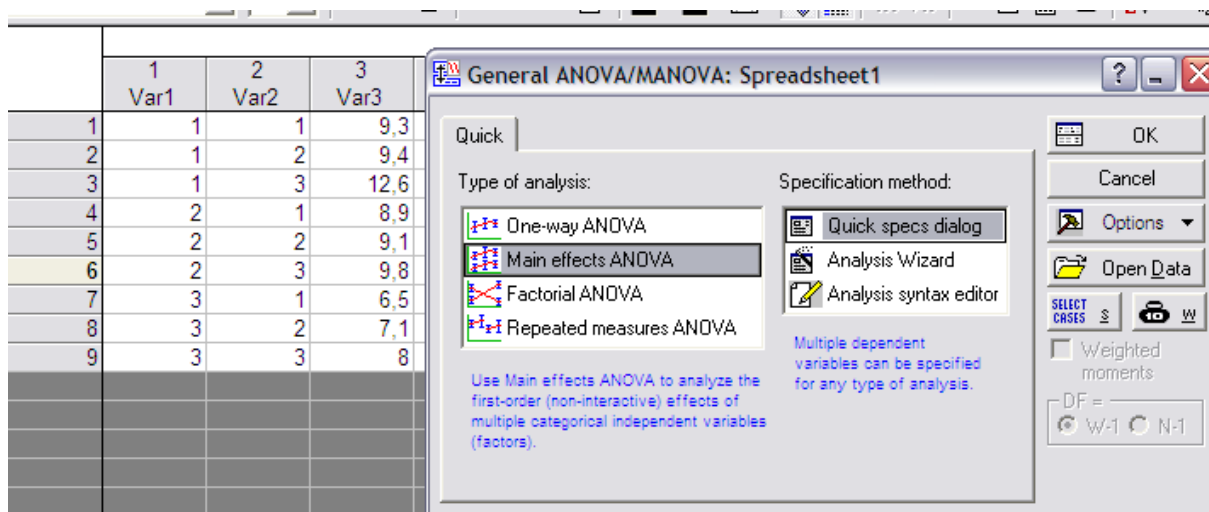 1 2 3
Var1 Var2 Var3
1 1 1 9,3
2 1 2 9,4
3 1 3 12,6
4 2 1 8,9
5 2 2 9,1
6 2 3 9,8
7 3 1 6,5
8 3 2 7,1
9 3 3 8
General ANOVA/MANOVA: Spreadsheet1
Quick
Type of analysis:
One-way ANOVA
Main effects ANOVA
Factorial ANOVA
Repeated measures ANOVA
Use Main effects ANOVA to analyze the
first-order (non-interactive) effects of
multiple categorical independent variables
(factors).
Specification method:
Quick specs dialog
Analysis Wizard
Analysis syntax editor
Multiple dependent
variables can be specified
for any type of analysis.
OK
Cancel
Options
Open Data
SELECT
CASES S
W
Weighted
moments
DF =
W-1 N-1